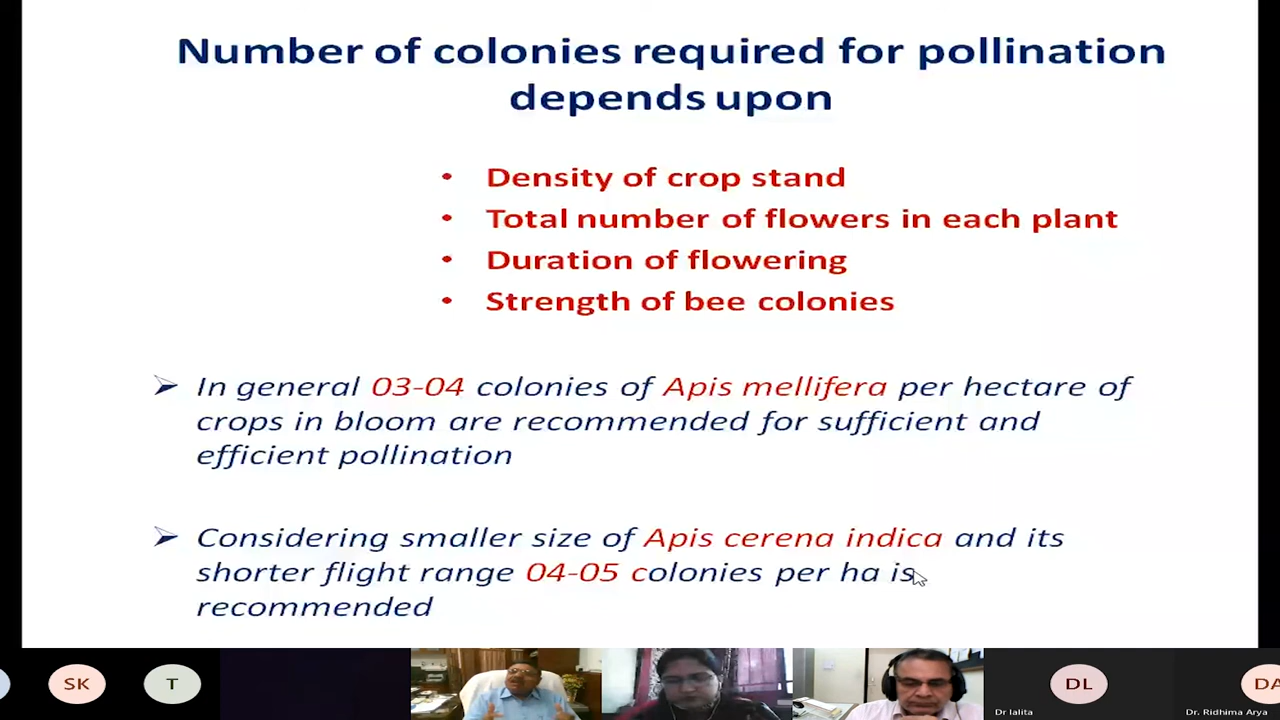 Number of colonies required for pollination
depends upon
• Density of crop stand
• Total number of flowers in each plant
• Duration of flowering
• Strength of bee colonies
➢ In general 03-04 colonies of Apis mellifera per hectare of
crops in bloom are recommended for sufficient and
efficient pollination
➢ Considering smaller size of Apis cerena indica and its
shorter flight range 04-05 colonies per ha is
recommended
SK
T
DL
DA
Dr lalita
Dr. Ridhima Arya